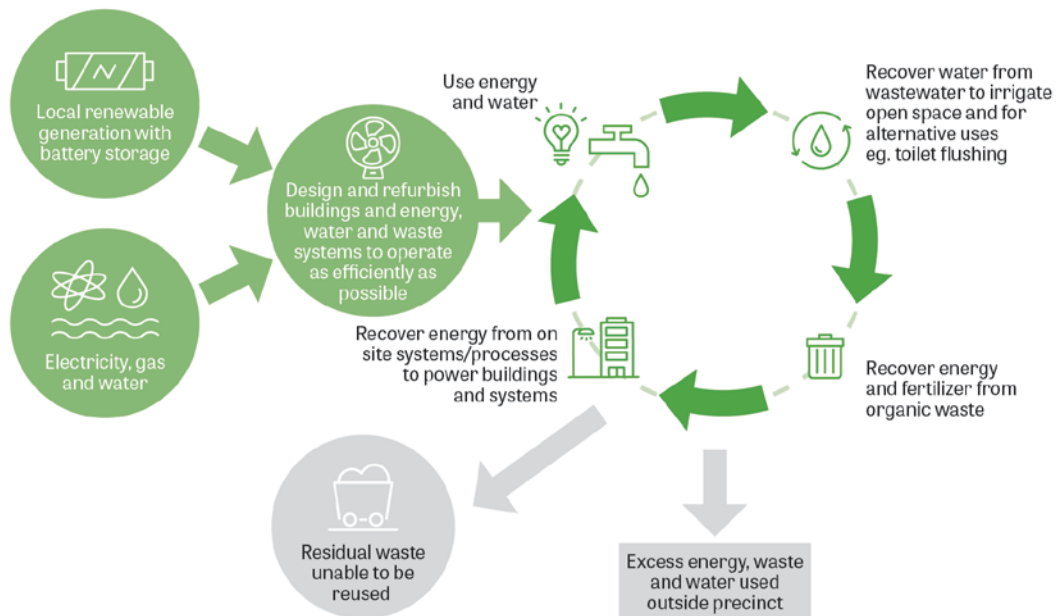 Local renewable
generation with
battery storage
Electricity, gas
and water
Design and refurbish
buildings and energy,
water and waste
systems to operate
as efficiently as
possible
Use energy
and water
Recover water from
wastewater to irrigate
open space and for
alternative uses
eg. toilet flushing
Recover energy
and fertilizer from
organic waste
Recover energy from on
site systems/processes
to power buildings
and systems
Residual waste
unable to be
reused
Excess energy, waste
and water used
outside precinct